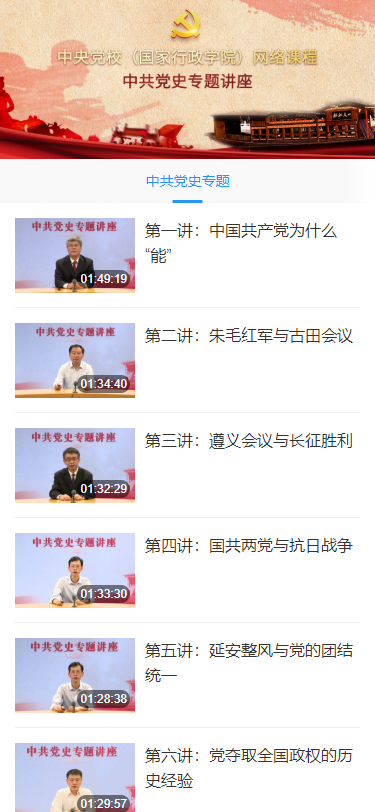 中央党校（国家行政学院）网络课程
中共党史专题讲座
中共党史专题
中共党史专题讲座
01:49:19
第一讲：中国共产党为什么
“能”
中共党史专题讲座
01:34:40
第二讲：朱毛红军与古田会议
中共党史专题讲座
01:32:29
第三讲：遵义会议与长征胜利
中共党史专题讲座
01:33:30
第四讲：国共两党与抗日战争
中共党史专题讲座
01:28:38
第五讲：延安整风与党的团结
统一
中共党史专题讲座
01:29:57
第六讲：党夺取全国政权的历
史经验